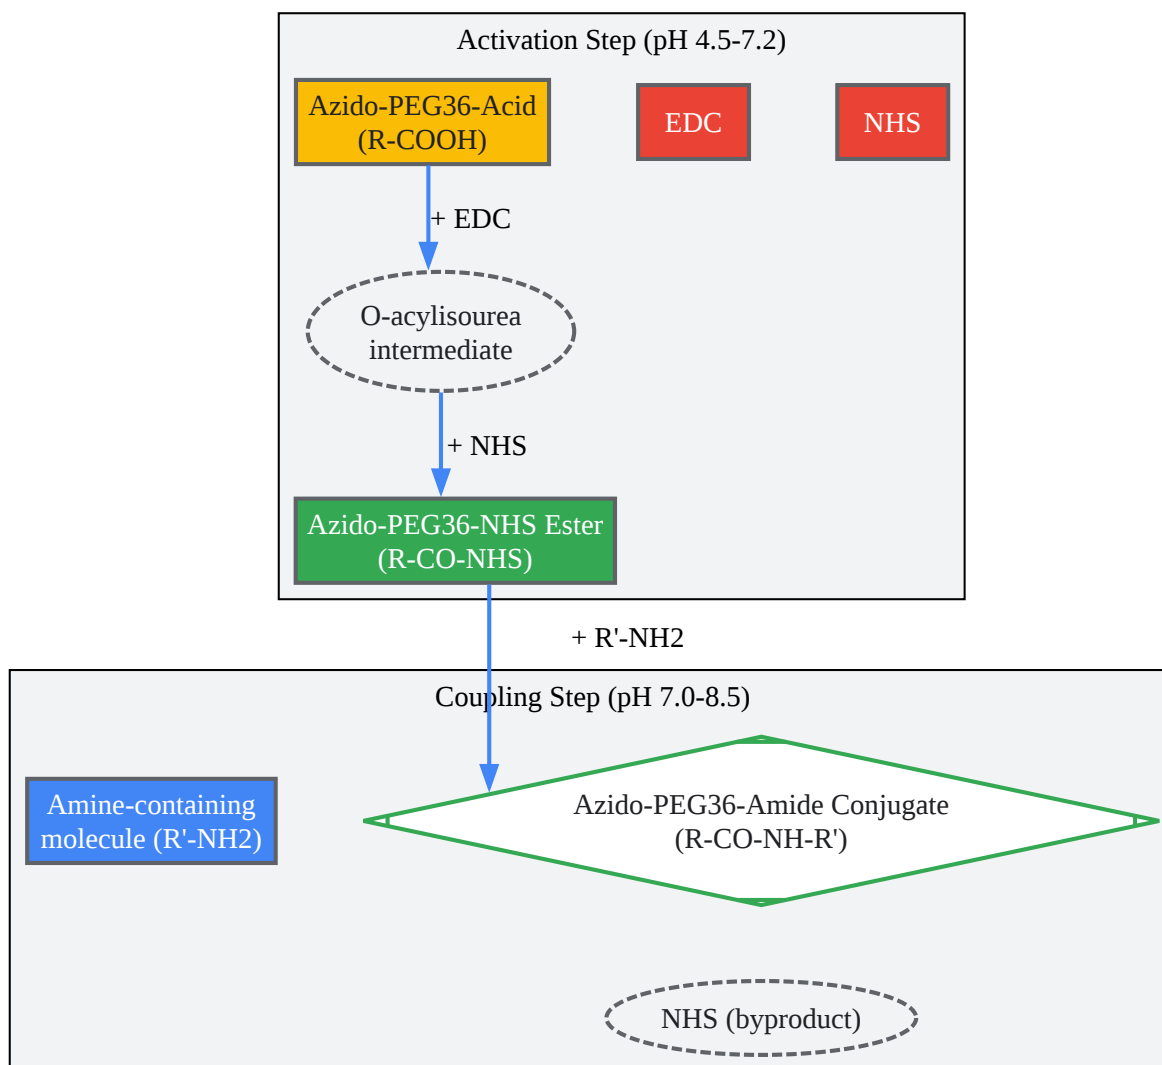 Activation Step (pH 4.5-7.2)
Azido-PEG36-Acid
(R-COOH)
EDC
NHS
+ EDC
O-acylisourea
intermediate
+ NHS
Azido-PEG36-NHS Ester
(R-CO-NHS)
+ R'-NH2
Coupling Step (pH 7.0-8.5)
Amine-containing
molecule (R'-NH2)
Azido-PEG36-Amide Conjugate
(R-CO-NH-R')
NHS (byproduct)